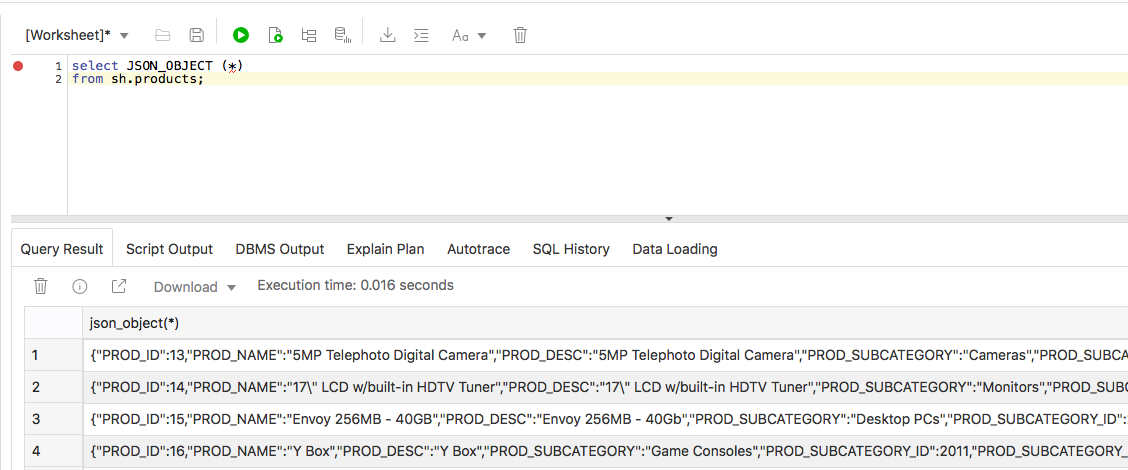 [Worksheet]*
Aa
1 select JSON_OBJECT (*)
2 from sh.products;
Query Result Script Output DBMS Output Explain Plan Autotrace SQL History Data Loading
Download Execution time: 0.016 seconds
json_object(*)
1 {"PROD_ID":13,"PROD_NAME":"5MP Telephoto Digital Camera","PROD_DESC":"5MP Telephoto Digital Camera","PROD_SUBCATEGORY":"Cameras","PROD_SUBCA
2 {"PROD_ID":14,"PROD_NAME":"17\" LCD w/built-in HDTV Tuner","PROD_DESC":"17\" LCD w/built-in HDTV Tuner","PROD_SUBCATEGORY":"Monitors","PROD_SUBC
3 {"PROD_ID":15,"PROD_NAME":"Envoy 256MB - 40GB","PROD_DESC":"Envoy 256MB - 40Gb","PROD_SUBCATEGORY":"Desktop PCs","PROD_SUBCATEGORY_ID":
4 {"PROD_ID":16,"PROD_NAME":"Y Box","PROD_DESC":"Y Box","PROD_SUBCATEGORY":"Game Consoles","PROD_SUBCATEGORY_ID":2011,"PROD_CATEGORY_